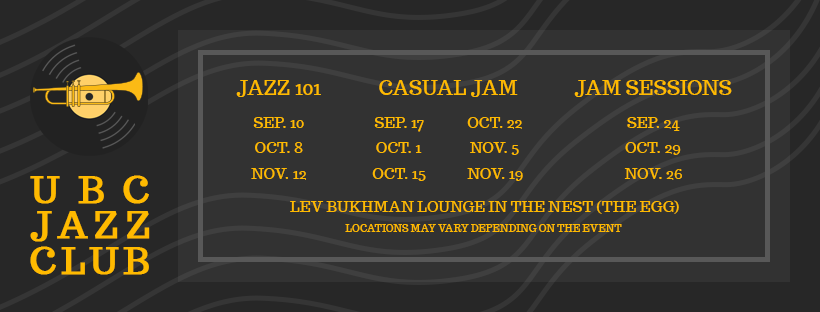 UBC
JAZZ
CLUB
JAZZ 101 CASUAL JAM JAM SESSIONS
SEP. 10 SEP. 17 OCT. 22 SEP. 24
OCT. 8 OCT. 1 NOV. 5 OCT. 29
NOV. 12 OCT. 15 NOV. 19 NOV. 26
LEV BUKHMAN LOUNGE IN THE NEST (THE EGG)
LOCATIONS MAY VARY DEPENDING ON THE EVENT